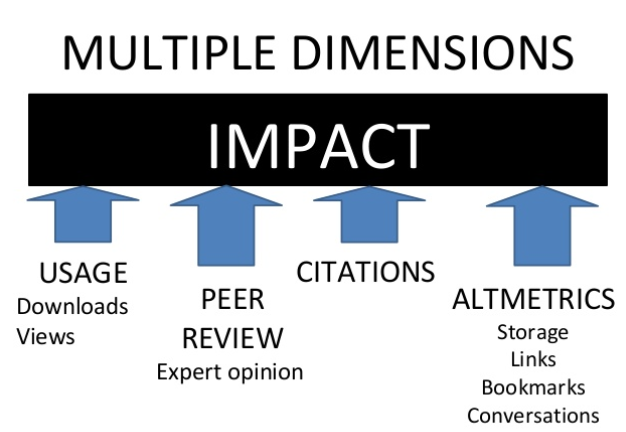 MULTIPLE DIMENSIONS
IMPACT
USAGE
Downloads
Views
PEER
REVIEW
Expert opinion
CITATIONS
ALTMETRICS
Storage
Links
Bookmarks
Conversations